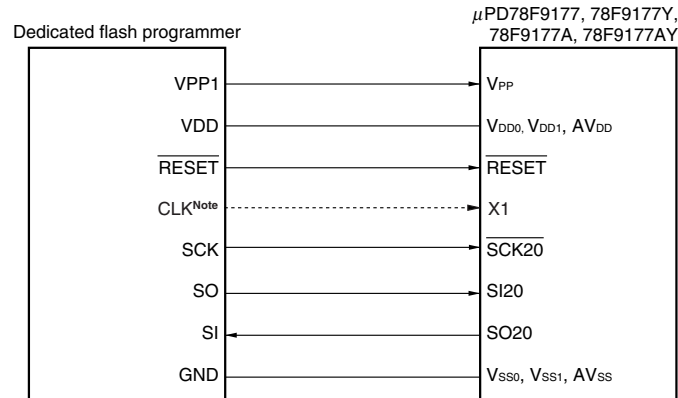 μPD78F9177, 78F9177Y,
Dedicated flash programmer 78F9177A, 78F9177AY
VPP1 VPP
VDD VDD0, VDD1, AVDD
RESET RESET
CLKNote X1
SCK SCK20
SO SI20
SI SO20
GND VSS0, VSS1, AVSS